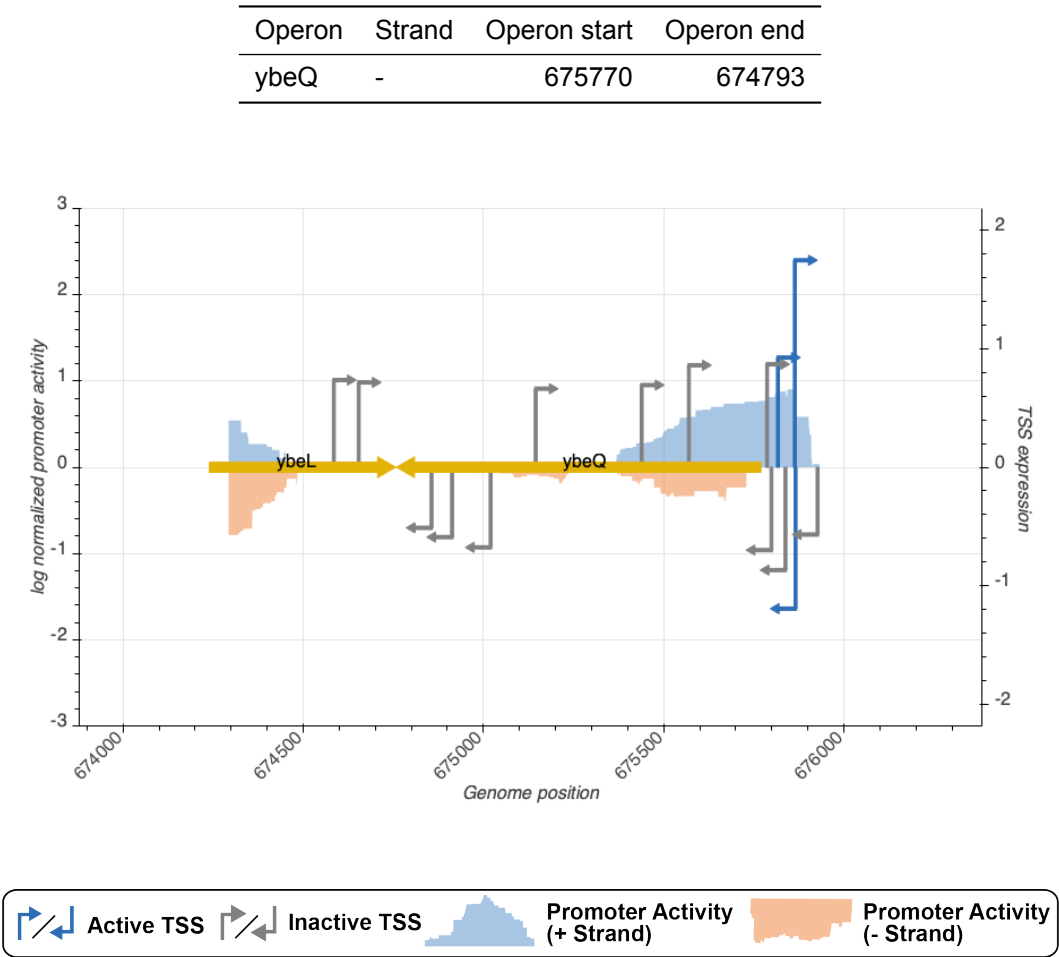 Operon Strand Operon start Operon end
ybeQ - 675770 674793
3
2
1
0
-1
-2
-3
log normalized promoter activity
2
1
0
-1
-2
TSS expression
ybeL
ybeQ
674000
674500
675000
675500
676000
Genome position
Active TSS
Inactive TSS
Promoter Activity
(+ Strand)
Promoter Activity
(- Strand)